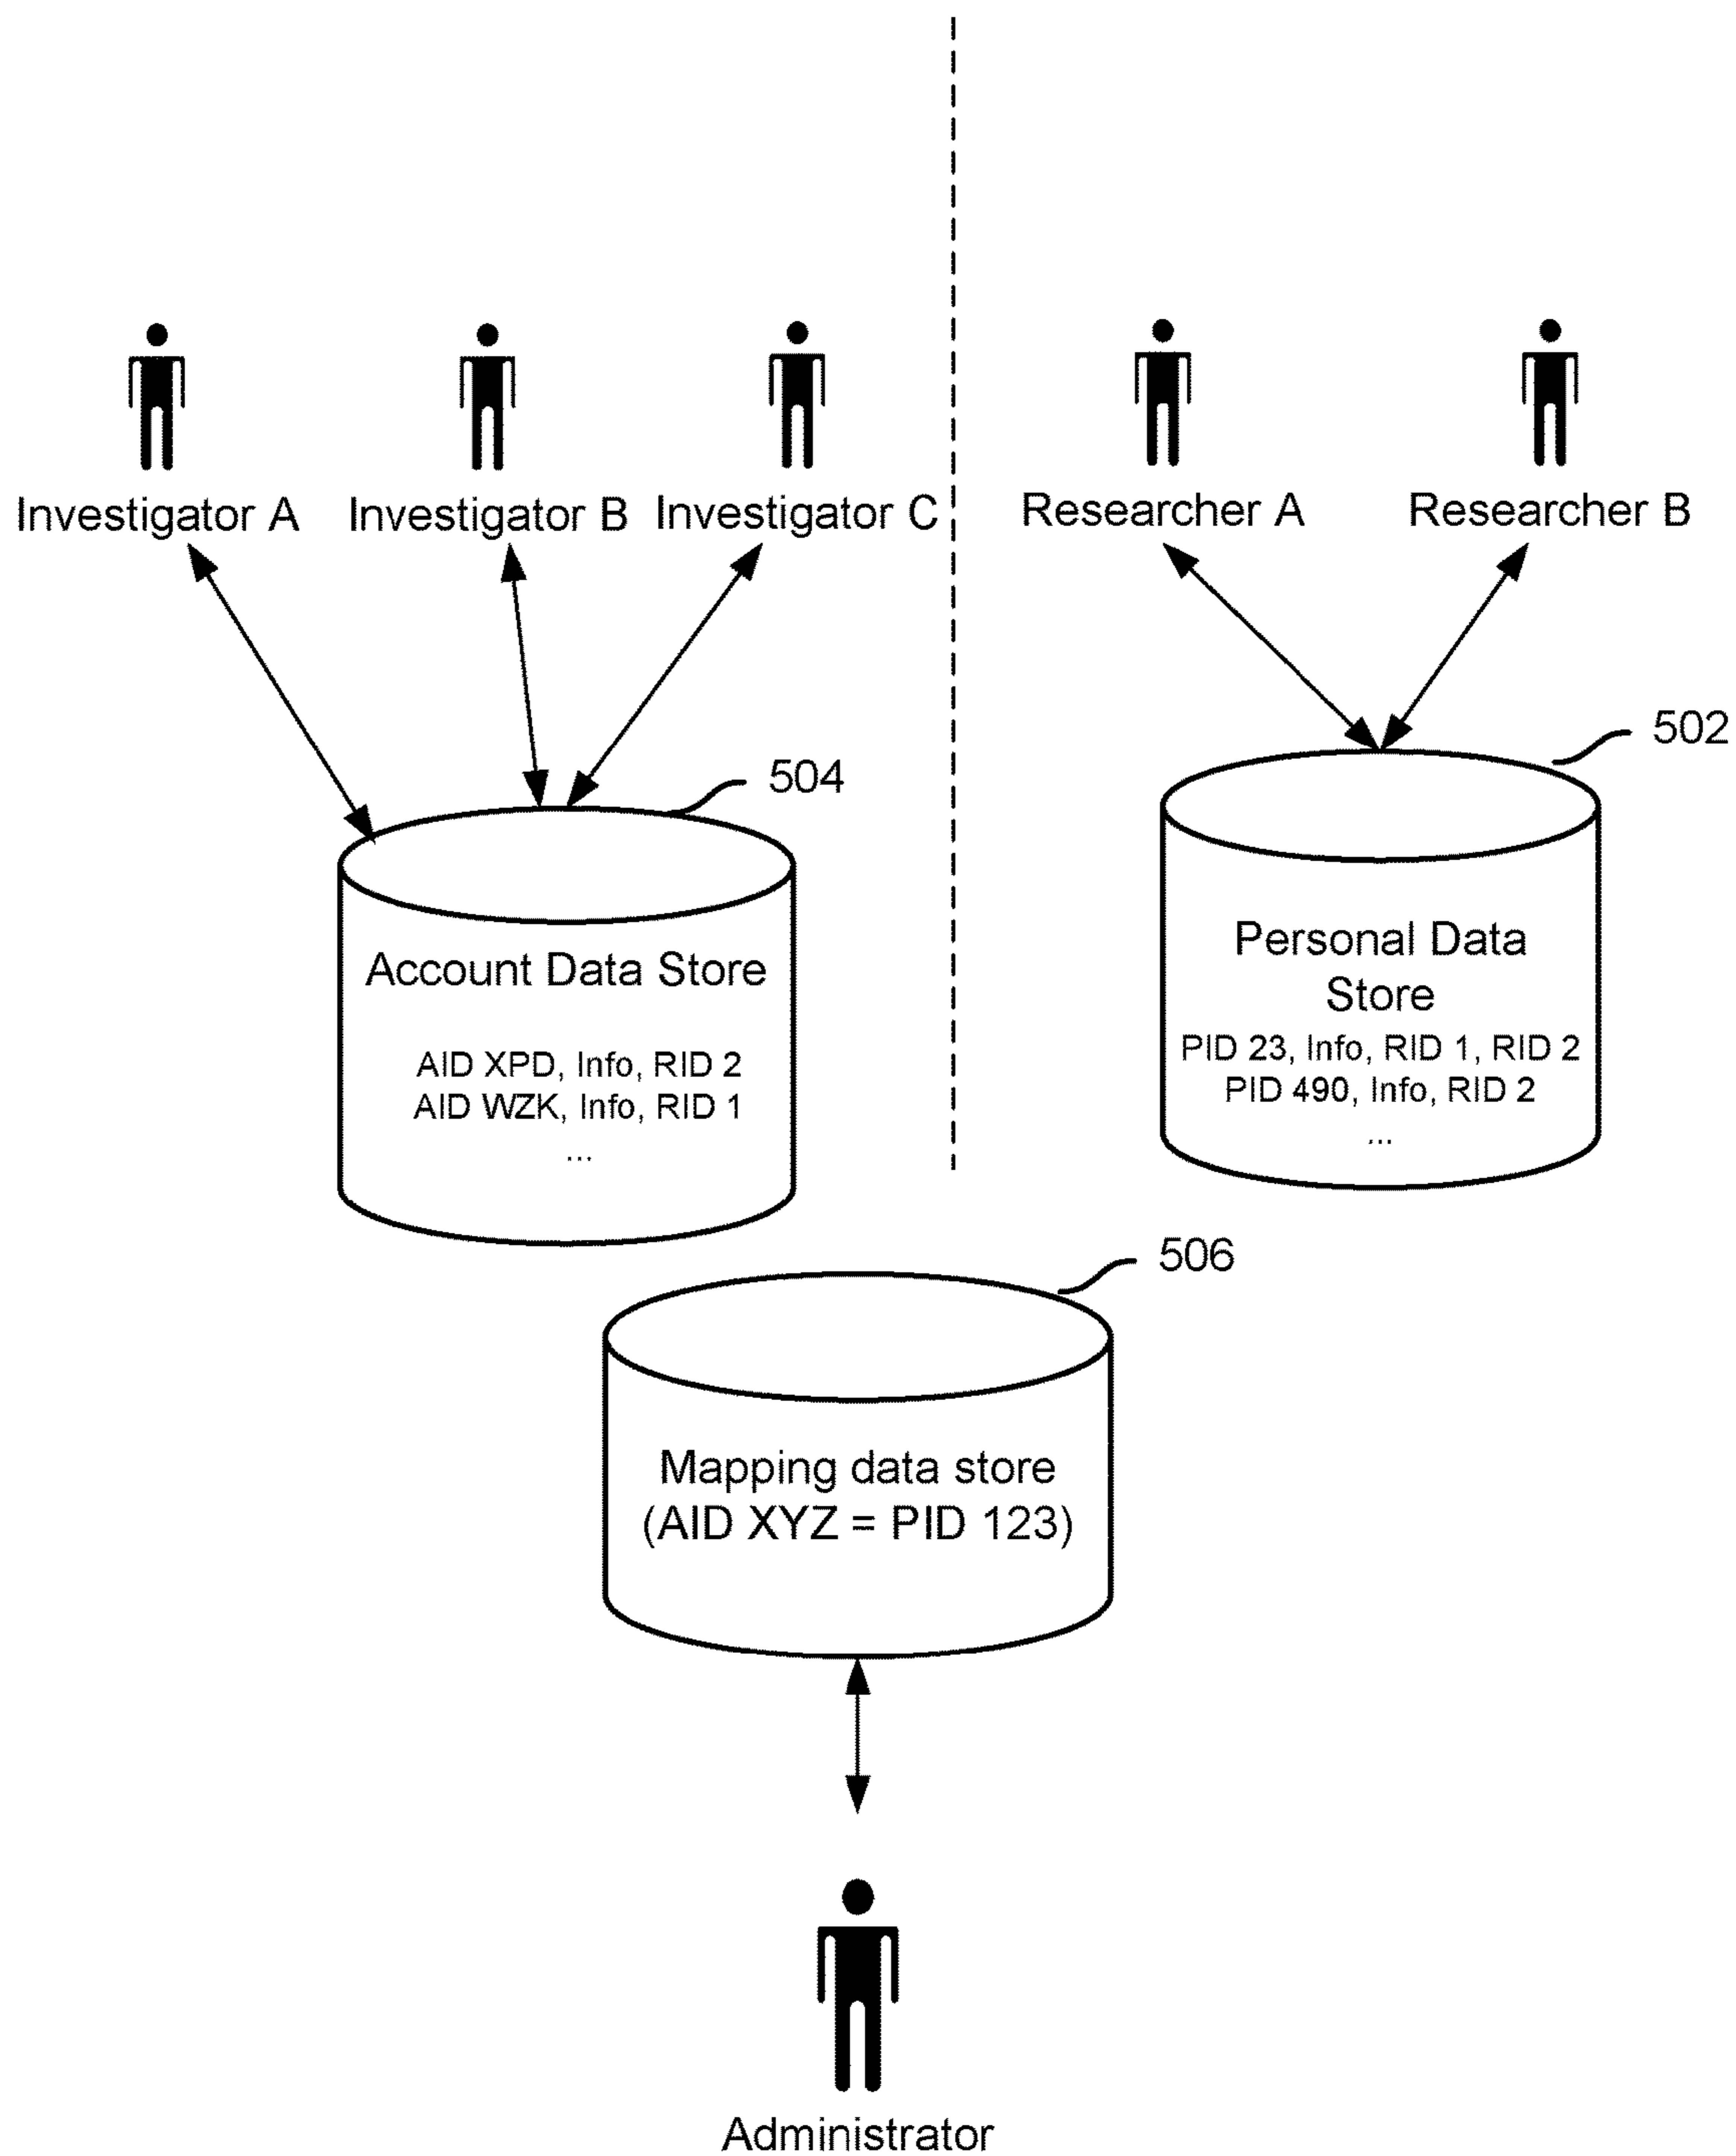 Investigator A
Investigator B
Investigator C
Researcher A
Researcher B
502
504
Account Data Store
AID XPD, Info, RID 2
AID WZK, Info, RID 1
...
Personal Data
Store
PID 23, Info, RID 1, RID 2
PID 490, Info, RID 2
...
506
Mapping data store
(AID XYZ = PID 123)
Administrator